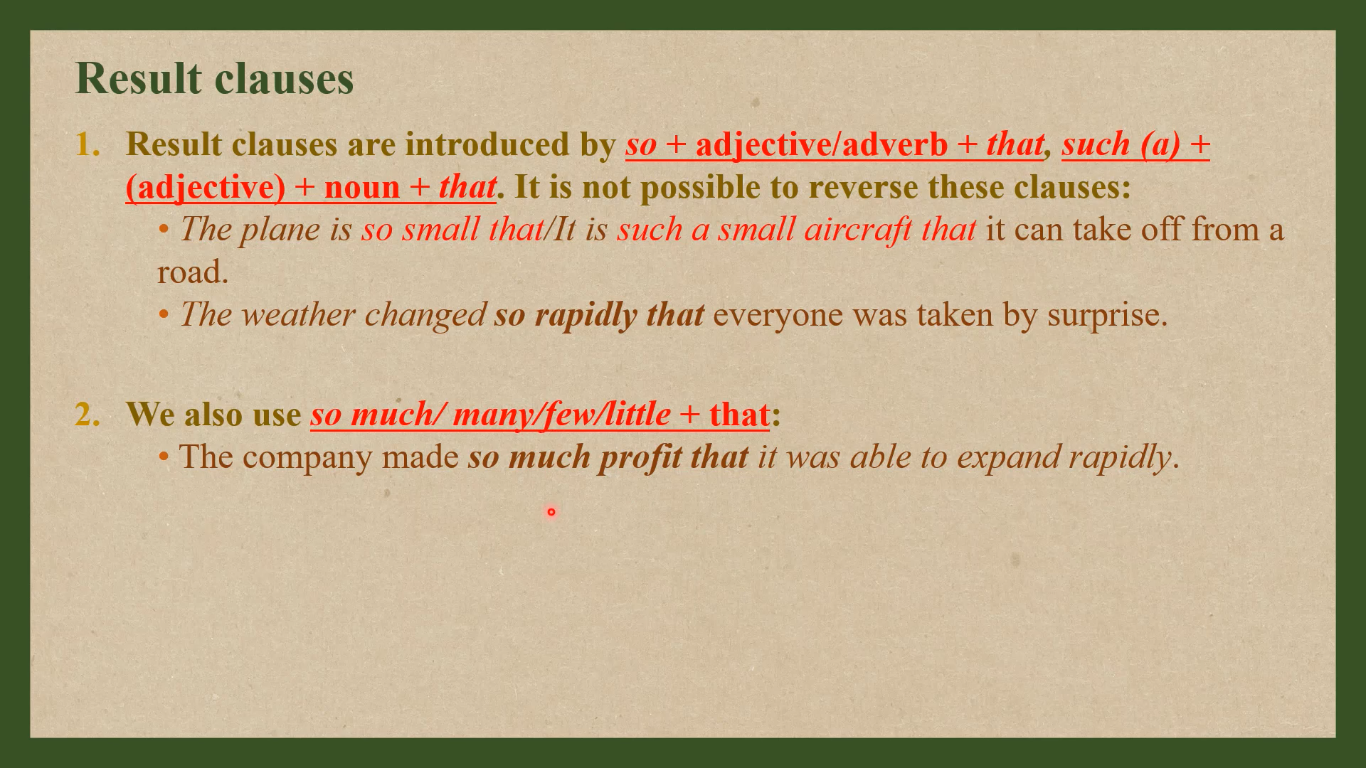 Result clauses
1. Result clauses are introduced by so + adjective/adverb + that, such (a) +
(adjective) + noun + that. It is not possible to reverse these clauses:
• The plane is so small that/It is such a small aircraft that it can take off from a
road.
• The weather changed so rapidly that everyone was taken by surprise.
2. We also use so much/ many/few/little + that:
• The company made so much profit that it was able to expand rapidly.